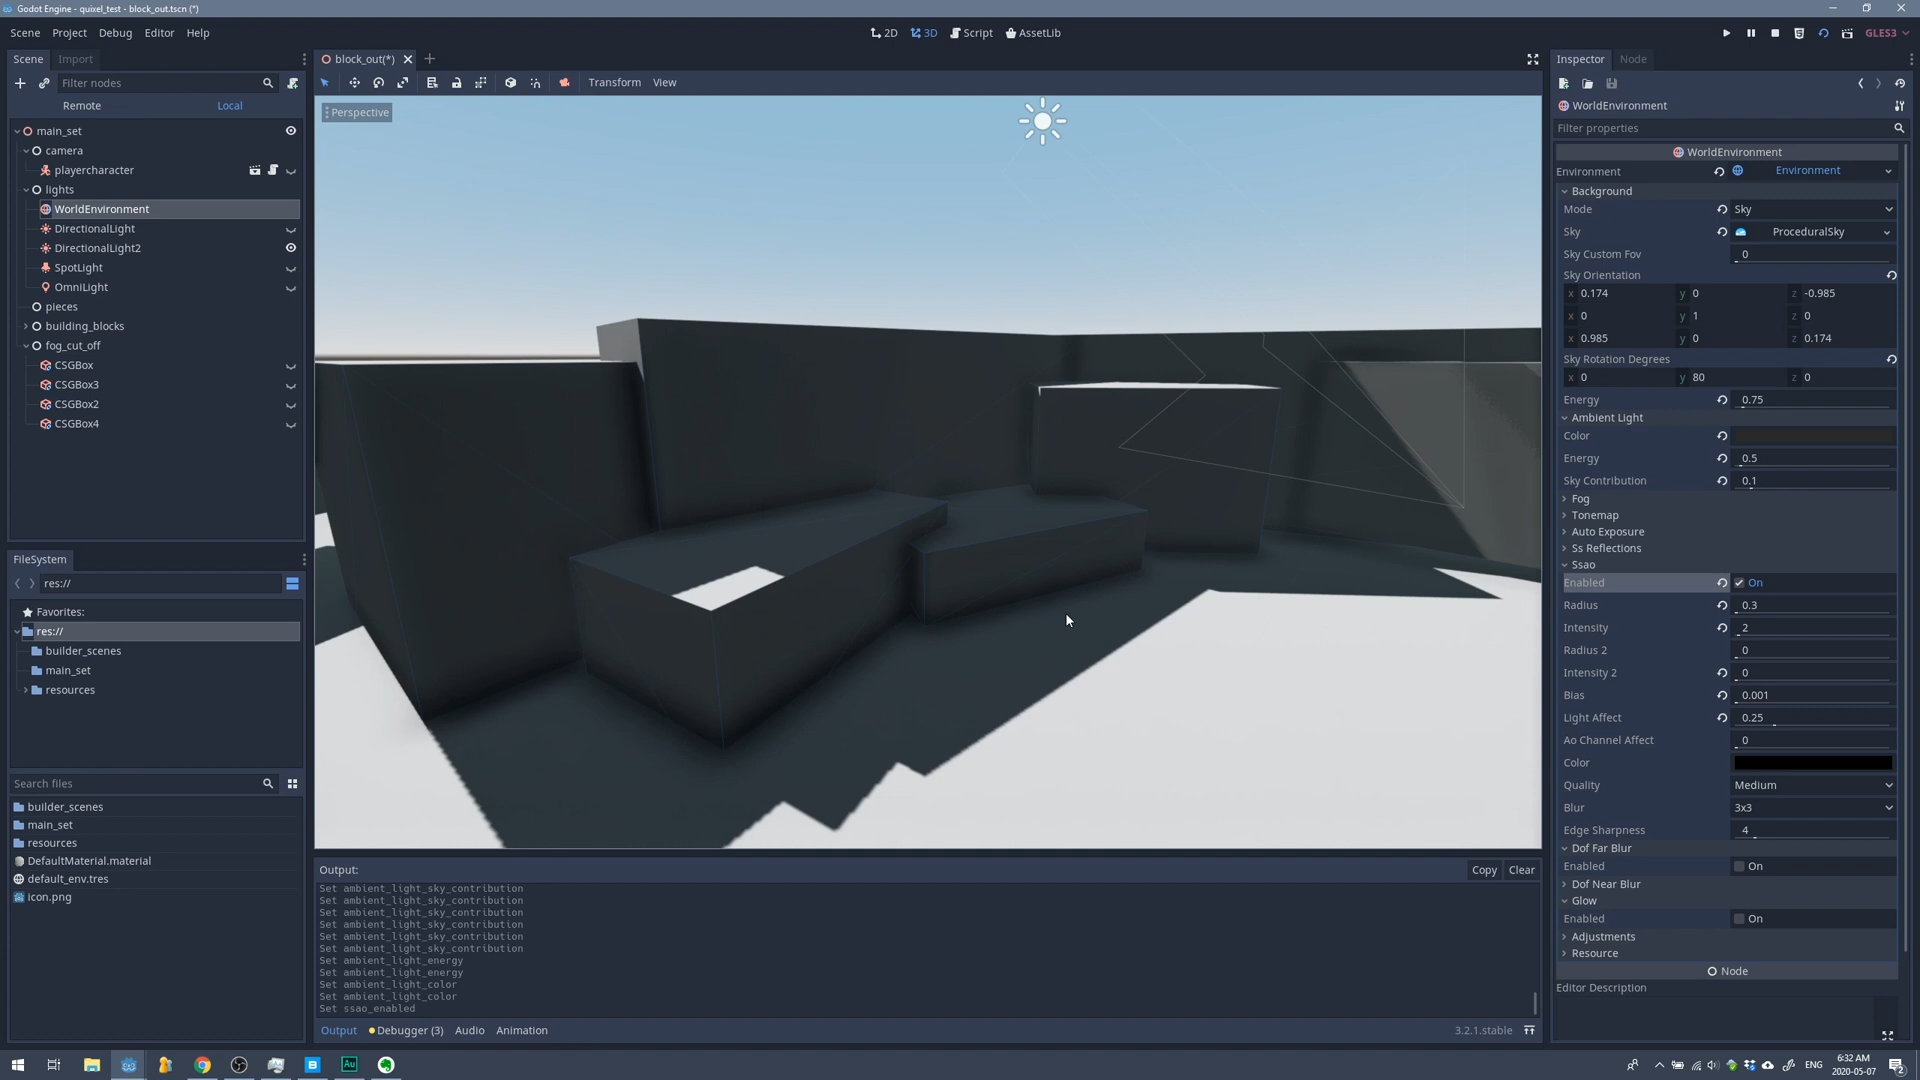 Godot Engine - quixel_test - block_out.tscn (*)
Scene Project Debug Editor Help
2D 3D Script AssetLib
GLES3
Scene Import
Filter nodes
Remote Local
main_set
camera
playercharacter
lights
WorldEnvironment
DirectionalLight
DirectionalLight2
SpotLight
OmniLight
pieces
building_blocks
fog_cut_off
CSGBox
CSGBox3
CSGBox2
CSGBox4
FileSystem
res://
Favorites:
res://
builder_scenes
main_set
resources
Search files
builder_scenes
main_set
resources
DefaultMaterial.material
default_env.tres
icon.png
block_out(*)
Transform View
Perspective
Output:
Copy Clear
Set ambient_light_sky_contribution
Set ambient_light_sky_contribution
Set ambient_light_sky_contribution
Set ambient_light_sky_contribution
Set ambient_light_sky_contribution
Set ambient_light_sky_contribution
Set ambient_light_energy
Set ambient_light_energy
Set ambient_light_color
Set ambient_light_color
Set ssao_enabled
Output Debugger (3) Audio Animation
3.2.1.stable
Inspector Node
WorldEnvironment
Filter properties
WorldEnvironment
Environment Environment
Background
Mode Sky
Sky ProceduralSky
Sky Custom Fov 0
Sky Orientation
x 0.174 y 0 z -0.985
x 0 y 1 z 0
x 0.985 y 0 z 0.174
Sky Rotation Degrees
x 0 y 80 z 0
Energy 0.75
Ambient Light
Color
Energy 0.5
Sky Contribution 0.1
Fog
Tonemap
Auto Exposure
Ss Reflections
Ssao
Enabled On
Radius 0.3
Intensity 2
Radius 2 0
Intensity 2 0
Bias 0.001
Light Affect 0.25
Ao Channel Affect 0
Color
Quality Medium
Blur 3x3
Edge Sharpness 4
Dof Far Blur
Enabled On
Dof Near Blur
Glow
Enabled On
Adjustments
Resource
Node
Editor Description
Au
ENG
6:32 AM
2020-05-07
2